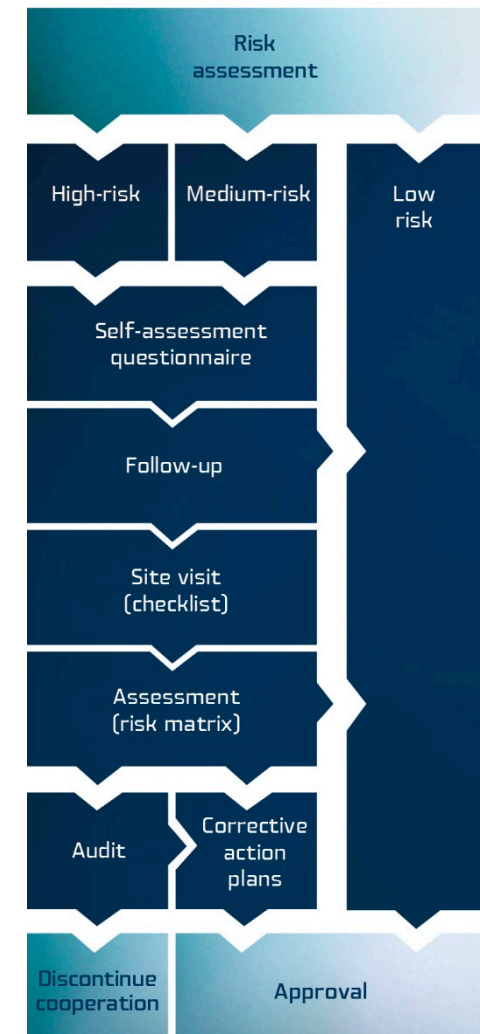 Risk
assessment
High-risk
Medium-risk
Low
risk
Self-assessment
questionnaire
Follow-up
Site visit
(checklist)
Assessment
(risk matrix)
Audit
Corrective
action
plans
Discontinue
cooperation
Approval